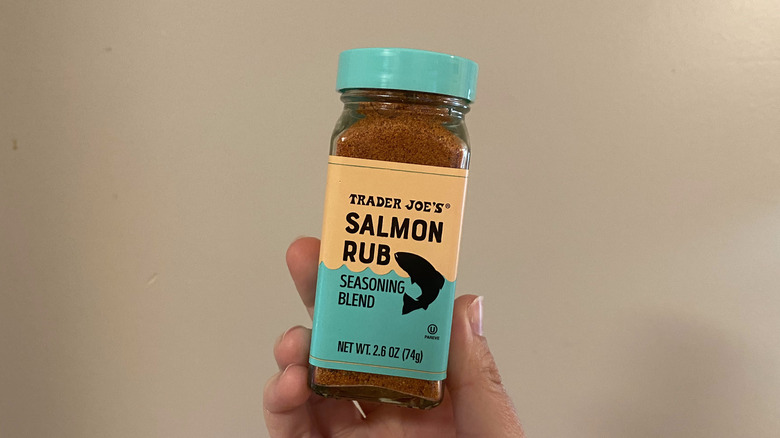 TRADER JOE'S®
SALMON
RUB
SEASONING
BLEND
U
PAREVE
NET WT. 2.6 OZ (74g)